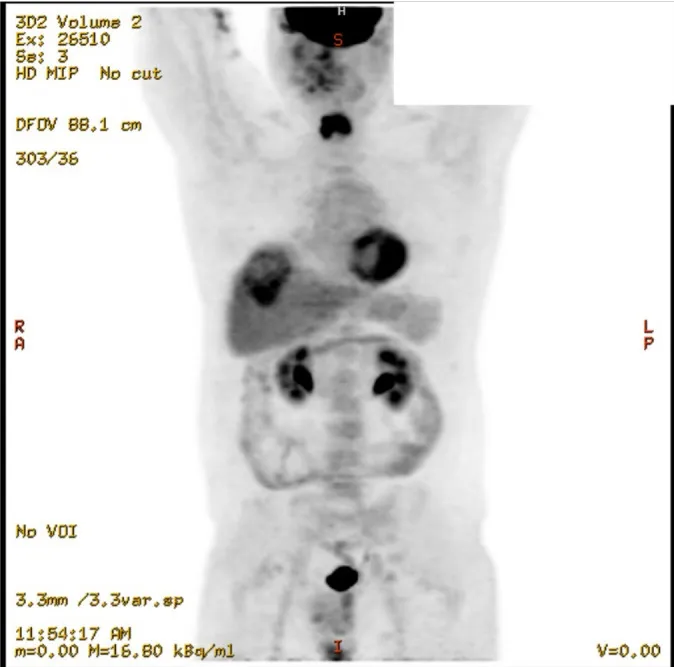 3D2 Volume 2
Ex: 26510
Se: 3
HD MIP No cut
DFOV 88.1 cm
303/36
H
S
R
A
L
P
No VOI
3.3mm /3.3var.sp
11:54:17 AM
m=0.00 M=16.80 kBq/ml
I
V=0.00